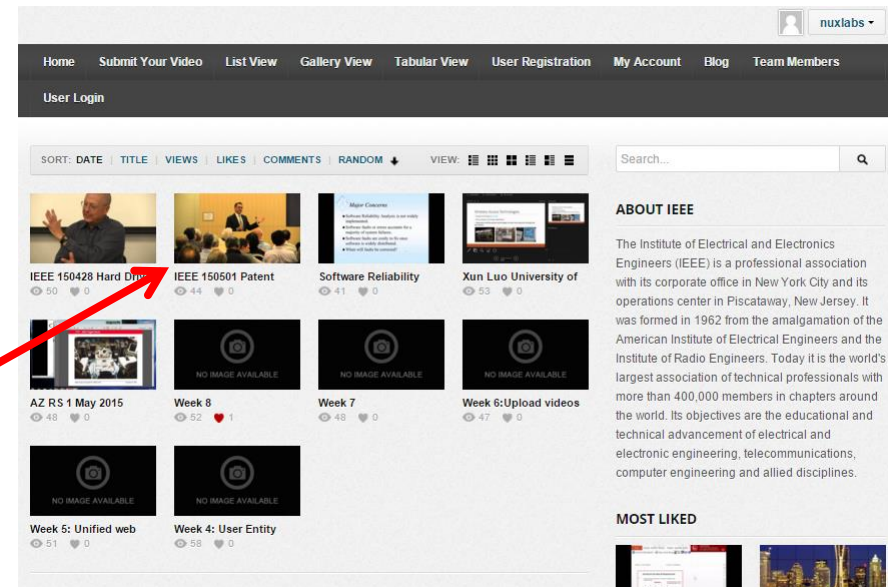 nuxlabs
Home Submit Your Video List View Gallery View Tabular View User Registration My Account Blog Team Members
User Login
SORT: DATE | TITLE | VIEWS | LIKES | COMMENTS | RANDOM VIEW:
Search...
Major Concerns
IEEE 150428 Hard
50 0
IEEE 150501 Patent
44 0
Software Reliability
41 0
Xun Luo University of
53 0
AZ RS 1 May 2015
48 0
NO IMAGE AVAILABLE
Week 8
52 1
NO IMAGE AVAILABLE
Week 7
48 0
NO IMAGE AVAILABLE
Week 6:Upload videos
47 0
NO IMAGE AVAILABLE
Week 5: Unified web
51 0
NO IMAGE AVAILABLE
Week 4: User Entity
58 0
ABOUT IEEE
The Institute of Electrical and Electronics
Engineers (IEEE) is a professional association
with its corporate office in New York City and its
operations center in Piscataway, New Jersey. It
was formed in 1962 from the amalgamation of the
American Institute of Electrical Engineers and the
Institute of Radio Engineers. Today it is the world's
largest association of technical professionals with
more than 400,000 members in chapters around
the world. Its objectives are the educational and
technical advancement of electrical and
electronic engineering, telecommunications,
computer engineering and allied disciplines.
MOST LIKED